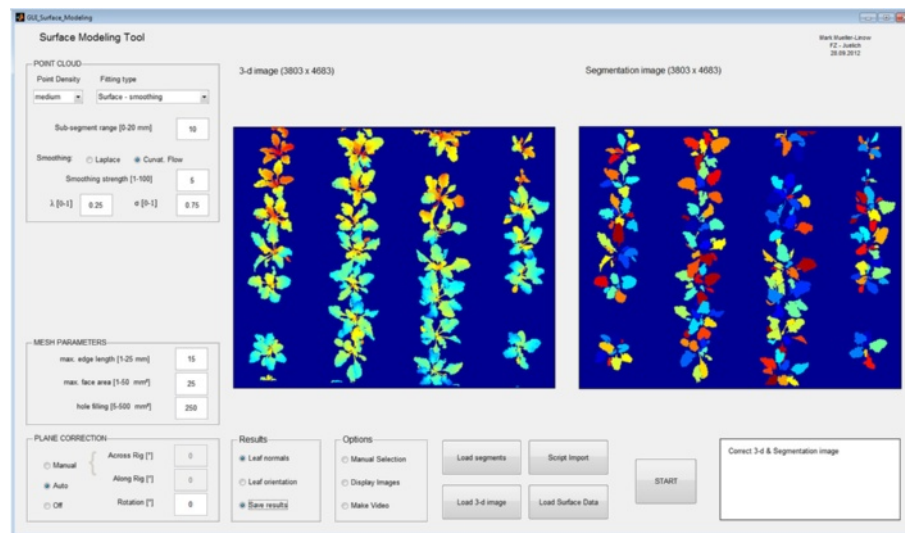 GUI_Surface_Modeling
Surface Modeling Tool
Mark Mueller-Linow
FZ - Juelich
28.09.2012
POINT CLOUD
Point Density Fitting type
medium Surface - smoothing
Sub-segment range [0-20 mm] 10
Smoothing: Laplace Curvat. Flow
Smoothing strength [1-100] 5
λ [0-1] 0.25 σ [0-1] 0.75
3-d image (3803 x 4683)
Segmentation image (3803 x 4683)
MESH PARAMETERS
max. edge length [1-25 mm] 15
max. face area [1-50 mm²] 25
hole filling [5-500 mm²] 250
PLANE CORRECTION
Manual { Across Rig [°] 0
Along Rig [°] 0
Auto
Off Rotation [°] 0
Results
Leaf normals
Leaf orientation
Save results
Options
Manual Selection
Display Images
Make Video
Load segments Script Import
Load 3-d image Load Surface Data
START
Correct 3-d & Segmentation image